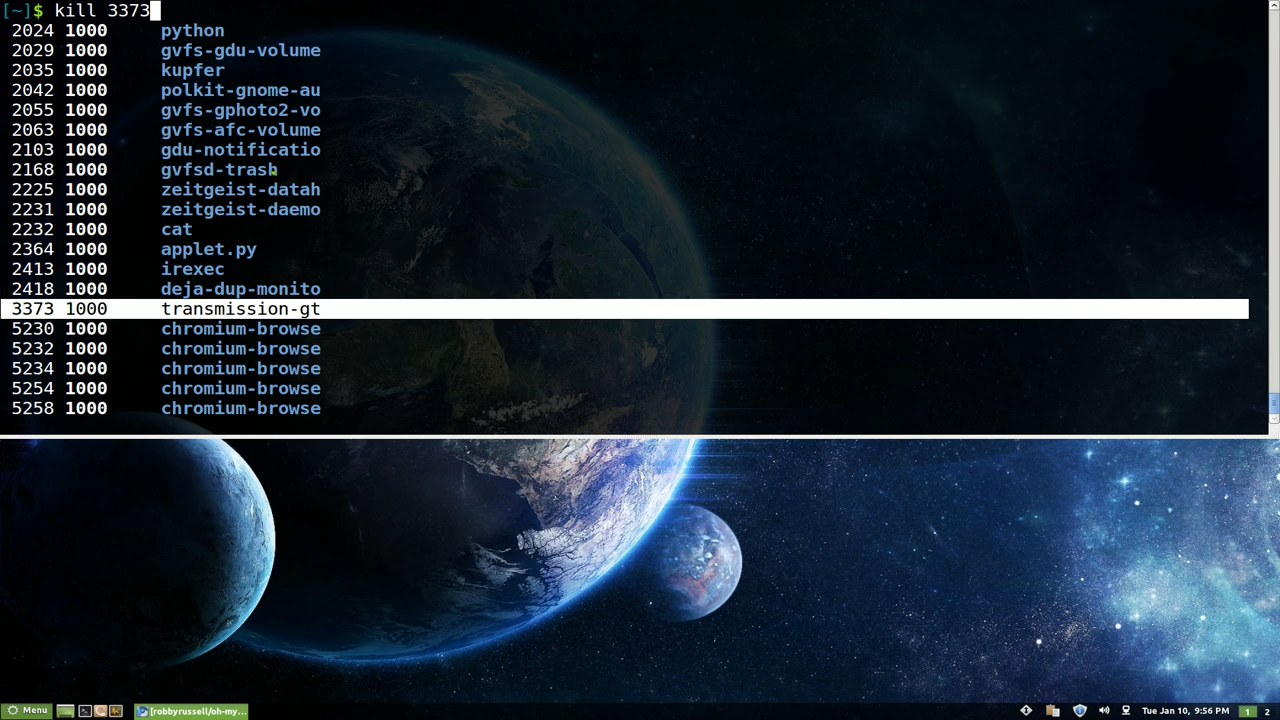 [~]$ kill 3373
2024 1000 python
2029 1000 gvfs-gdu-volume
2035 1000 kupfer
2042 1000 polkit-gnome-au
2055 1000 gvfs-gphoto2-vo
2063 1000 gvfs-afc-volume
2103 1000 gdu-notificatio
2168 1000 gvfsd-trash
2225 1000 zeitgeist-datah
2231 1000 zeitgeist-daemo
2232 1000 cat
2364 1000 applet.py
2413 1000 irexec
2418 1000 deja-dup-monito
3373 1000 transmission-gt
5230 1000 chromium-browse
5232 1000 chromium-browse
5234 1000 chromium-browse
5254 1000 chromium-browse
5258 1000 chromium-browse
Menu [robbyrussell/oh-my... Tue Jan 10, 9:56 PM 1 2